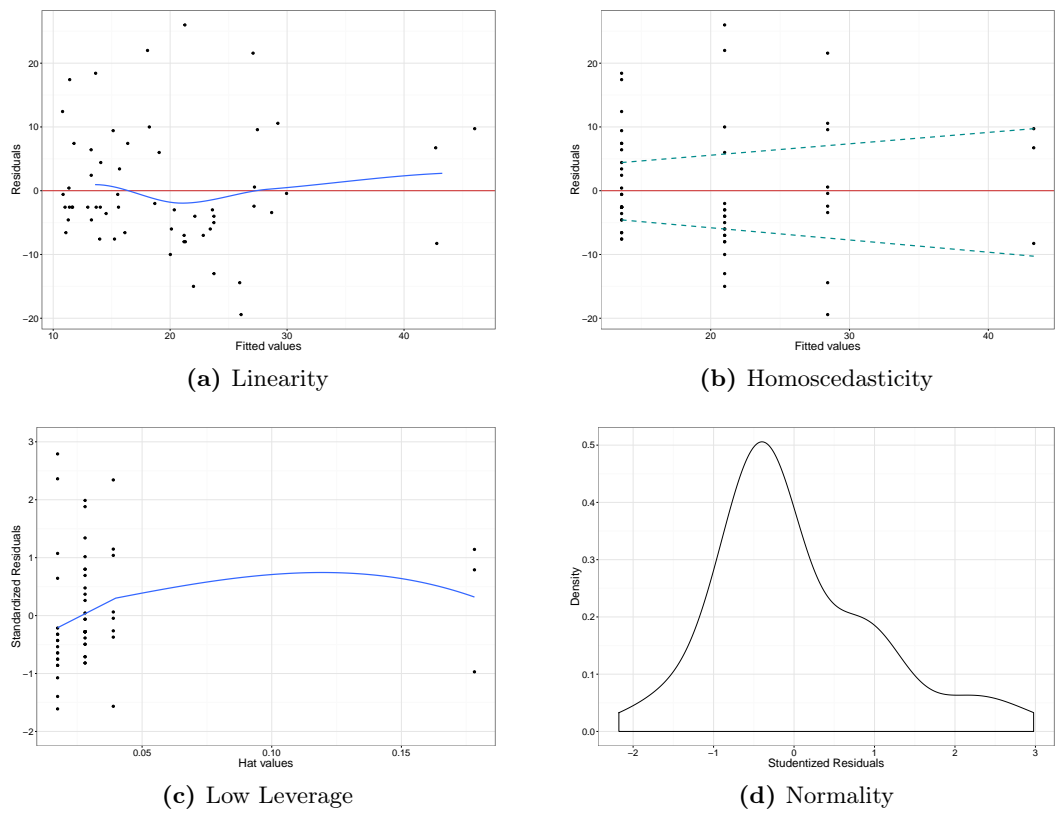 Residuals
20
10
0
−10
−20
10 20 30 40
Fitted values
(a) Linearity
Residuals
20
10
0
−10
−20
20 30 40
Fitted values
(b) Homoscedasticity
Standardized Residuals
3
2
1
0
−1
−2
0.05 0.10 0.15
Hat values
(c) Low Leverage
Density
0.5
0.4
0.3
0.2
0.1
0.0
−2 −1 0 1 2 3
Studentized Residuals
(d) Normality